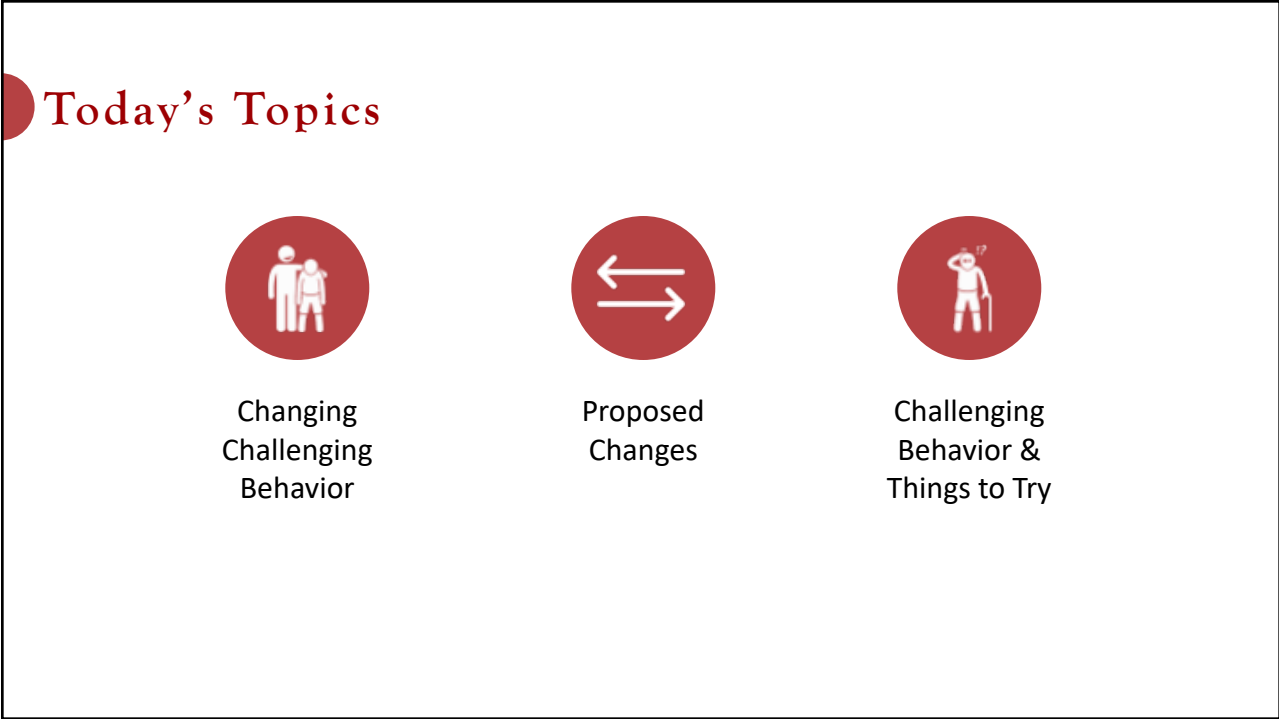 Today's Topics
Changing
Challenging
Behavior
Proposed
Changes
Challenging
Behavior &
Things to Try
!?